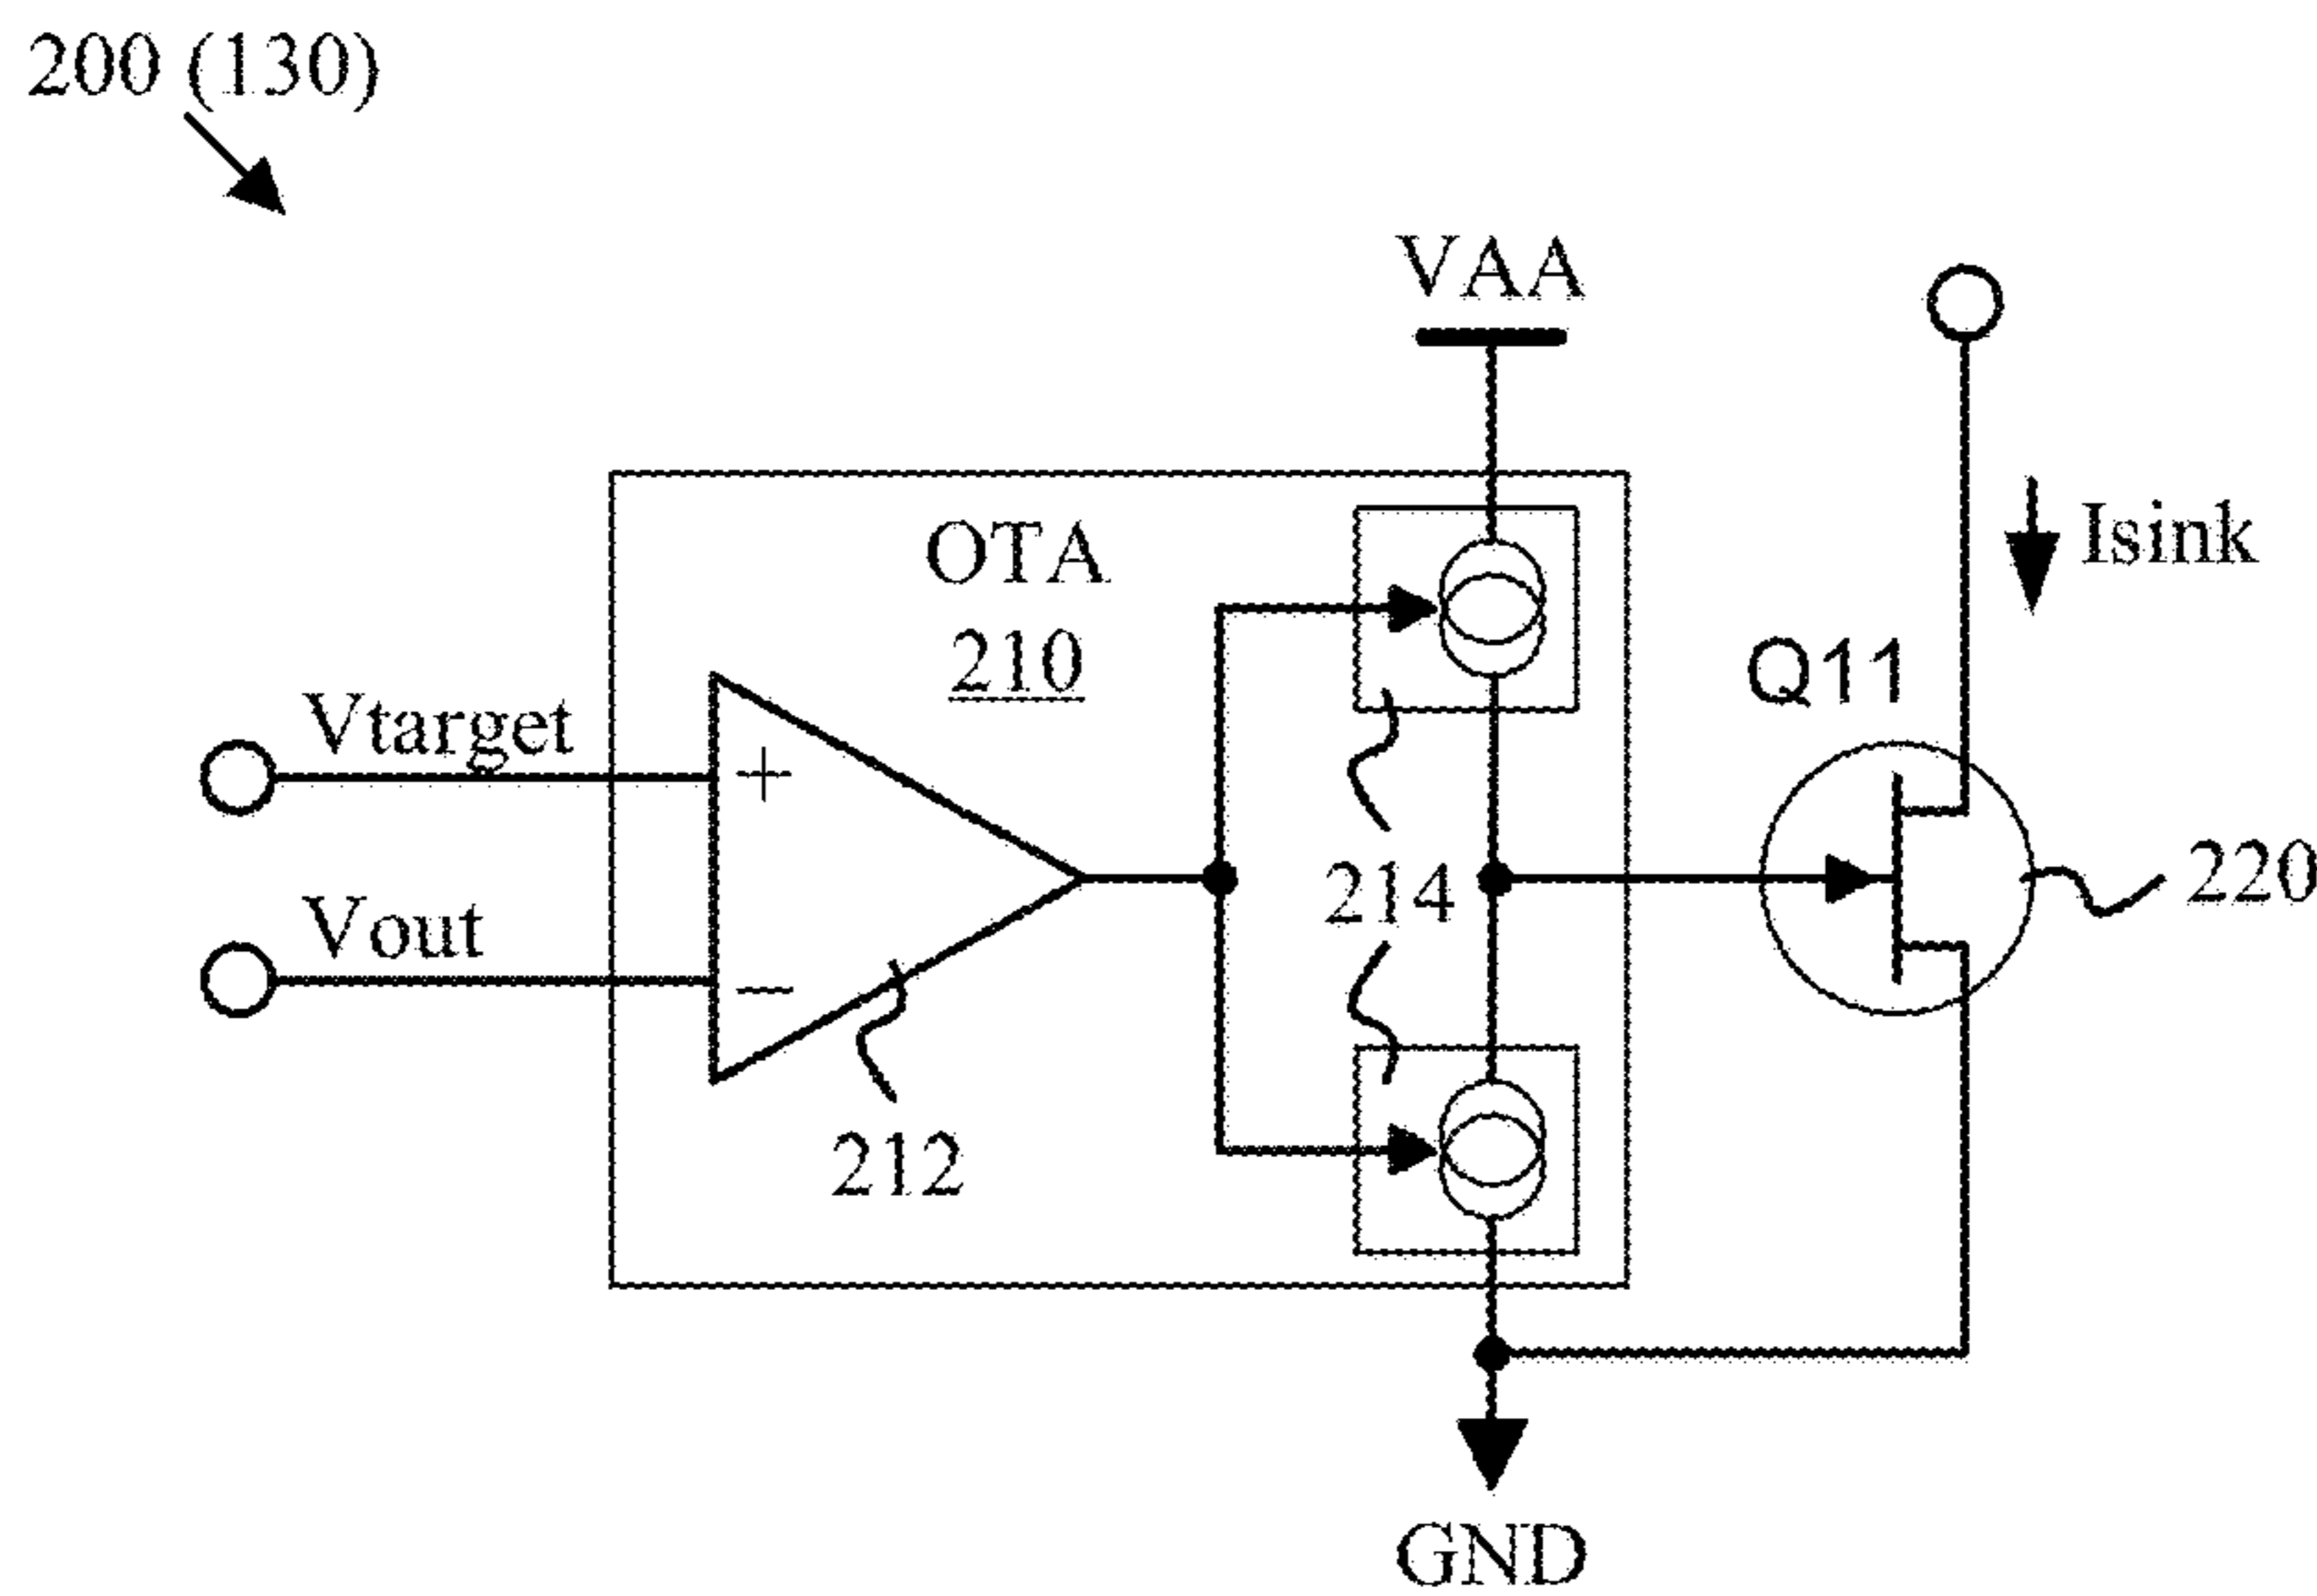 200 (130)
VAA
Isink
OTA
210
Q11
Vtarget
+
214
220
Vout
−
212
GND